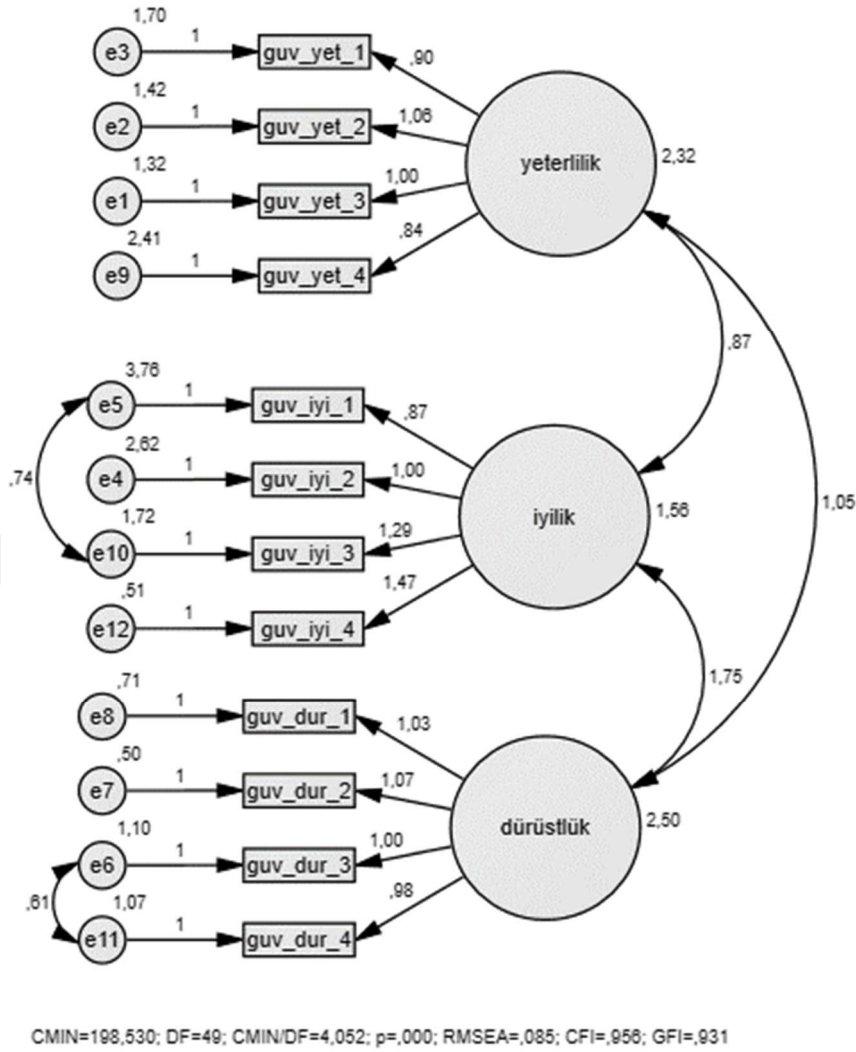 1,70
e3 1 guv_yet_1 ,90
1,42
e2 1 guv_yet_2 1,06
1,32
e1 1 guv_yet_3 1,00
2,41
e9 1 guv_yet_4 ,84
yeterlilik 2,32
,87
1,05
3,76
e5 1 guv_iyi_1 ,87
2,62
e4 1 guv_iyi_2 1,00
,74
1,72
e10 1 guv_iyi_3 1,29
,51
e12 1 guv_iyi_4 1,47
iyilik 1,56
1,75
,71
e8 1 guv_dur_1 1,03
,50
e7 1 guv_dur_2 1,07
1,10
e6 1 guv_dur_3 1,00
,61
1,07
e11 1 guv_dur_4 ,98
dürüstlük 2,50
CMIN=198,530; DF=49; CMIN/DF=4,052; p=,000; RMSEA=,085; CFI=,956; GFI=,931